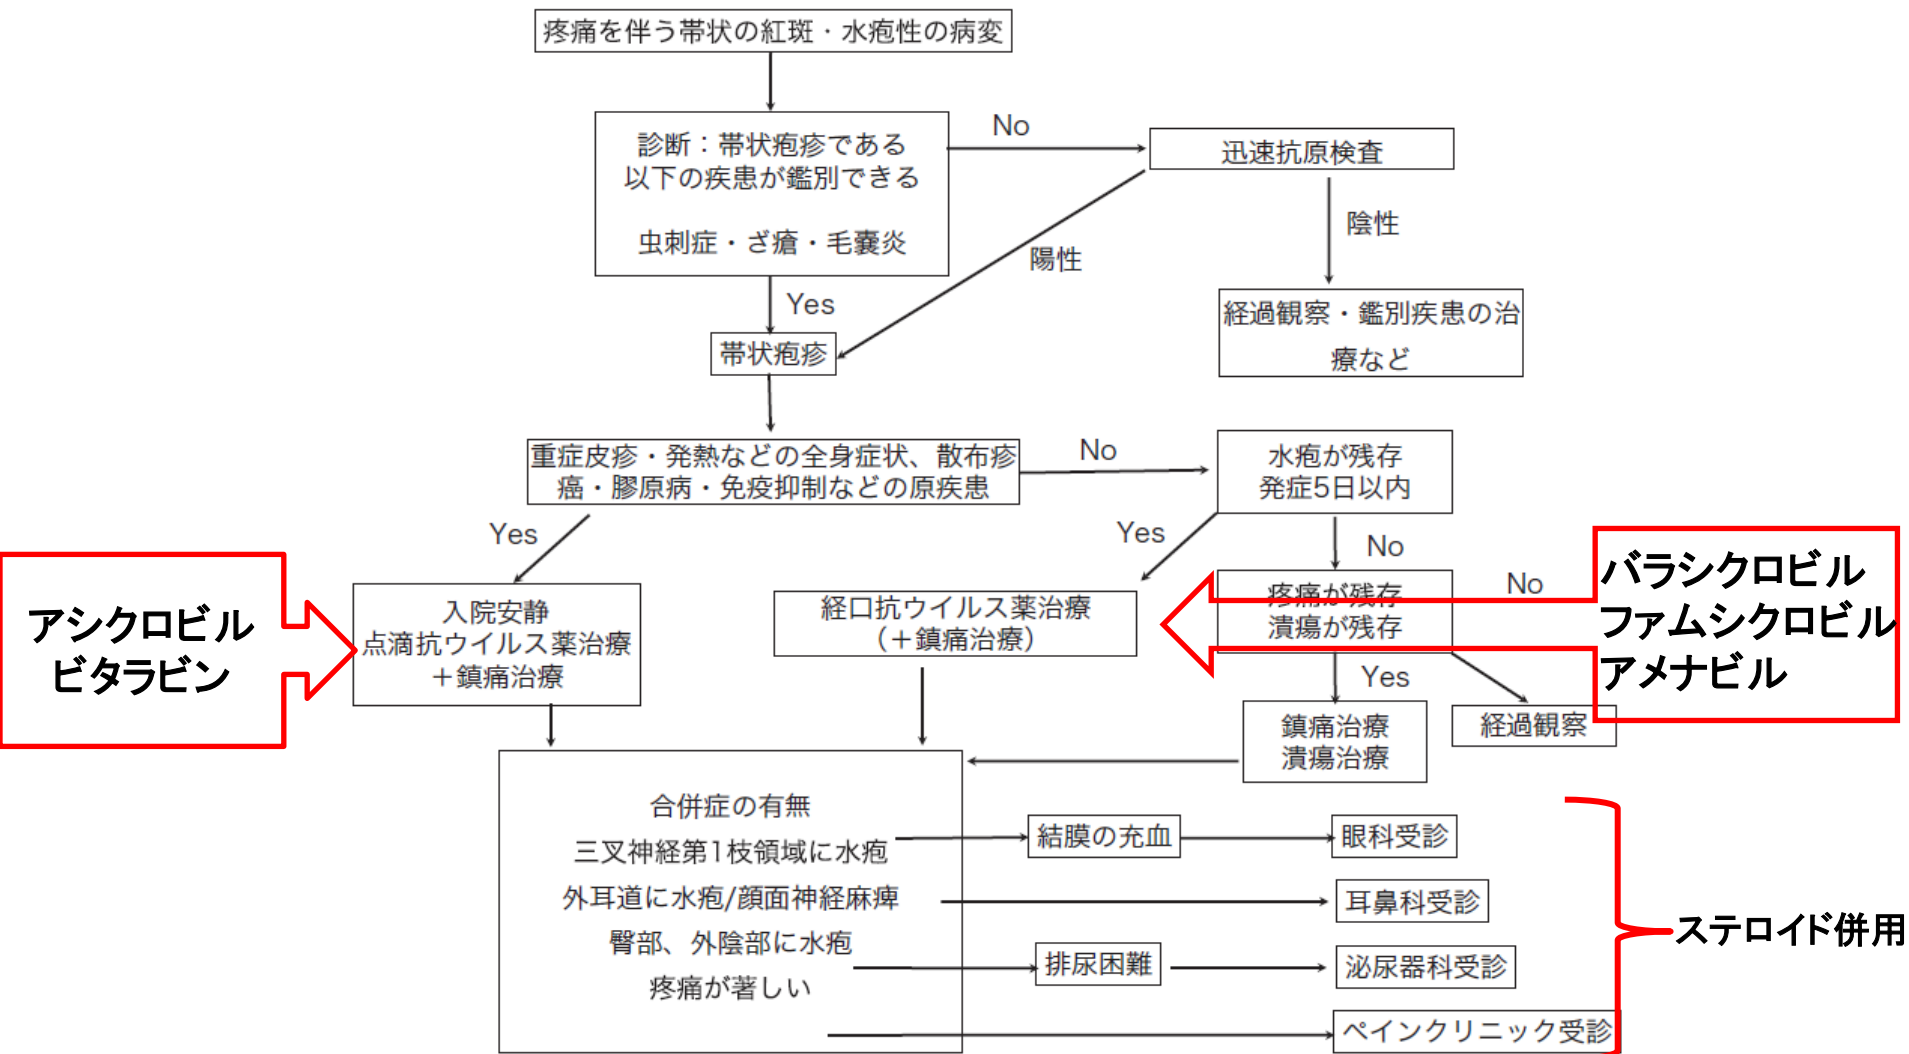 疼痛を伴う帯状の紅斑・水疱性の病変
診断：帯状疱疹である
以下の疾患が鑑別できる
虫刺症・ざ瘡・毛嚢炎
No
迅速抗原検査
陰性
陽性
Yes
経過観察・鑑別疾患の治
療など
帯状疱疹
重症皮疹・発熱などの全身症状、散布疹
癌・膠原病・免疫抑制などの原疾患
No
水疱が残存
発症5日以内
Yes
Yes
No
アシクロビル
ビタラビン
入院安静
点滴抗ウイルス薬治療
＋鎮痛治療
経口抗ウイルス薬治療
（＋鎮痛治療）
疼痛が残存
潰瘍が残存
No
バラシクロビル
ファムシクロビル
アメナビル
Yes
鎮痛治療
潰瘍治療
経過観察
合併症の有無
三叉神経第1枝領域に水疱
結膜の充血
眼科受診
外耳道に水疱/顔面神経麻痺
耳鼻科受診
臀部、外陰部に水疱
排尿困難
泌尿器科受診
疼痛が著しい
ペインクリニック受診
ステロイド併用